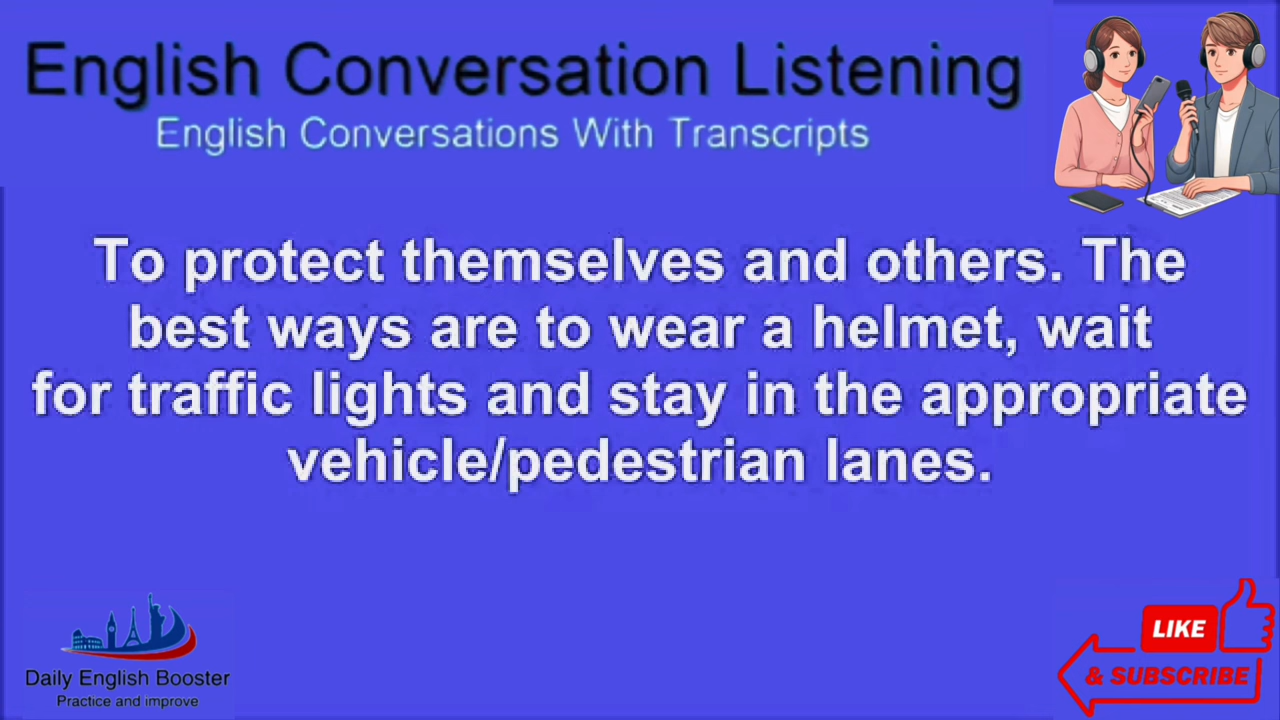 English Conversation Listening
English Conversations With Transcripts
To protect themselves and others. The
best ways are to wear a helmet, wait
for traffic lights and stay in the appropriate
vehicle/pedestrian lanes.
Daily English Booster
Practice and improve
LIKE
& SUBSCRIBE